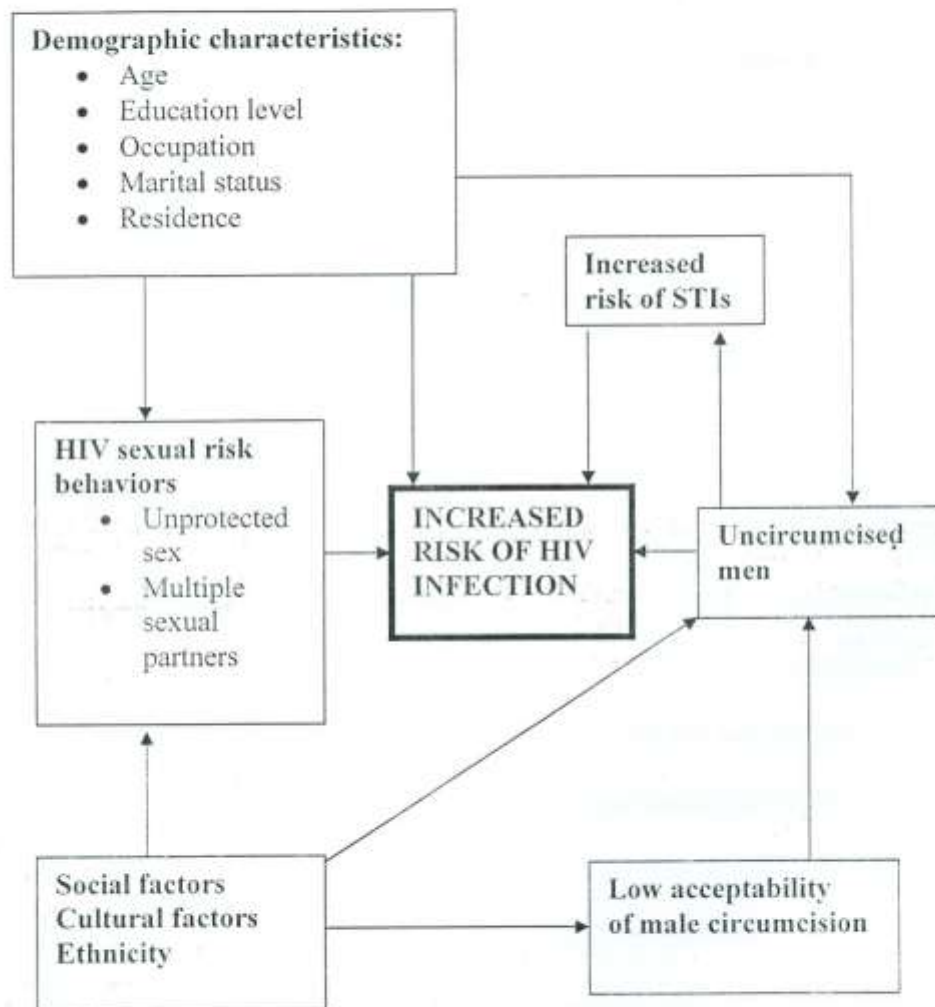 Demographic characteristics:
• Age
• Education level
• Occupation
• Marital status
• Residence
Increased
risk of STIs
HIV sexual risk
behaviors
• Unprotected
sex
• Multiple
sexual
partners
INCREASED
RISK OF HIV
INFECTION
Uncircumcised
men
Social factors
Cultural factors
Ethnicity
Low acceptability
of male circumcision